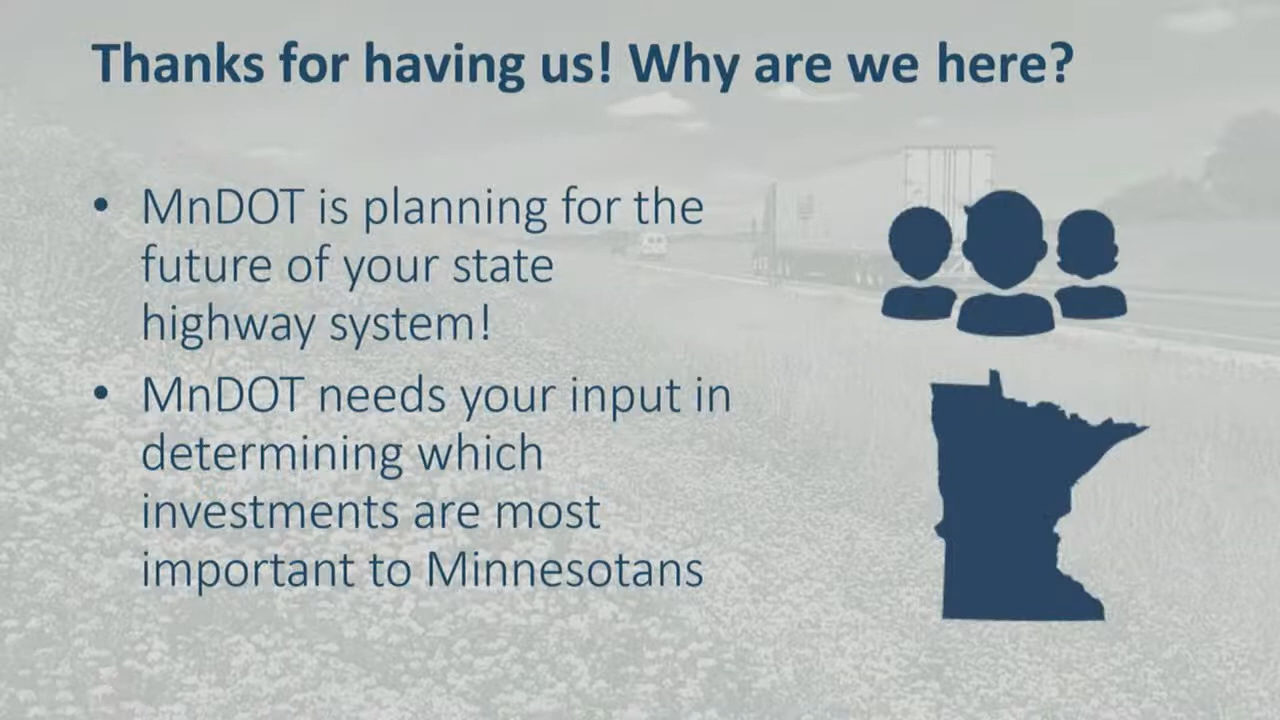 Thanks for having us! Why are we here?
• MnDOT is planning for the
future of your state
highway system!
• MnDOT needs your input in
determining which
investments are most
important to Minnesotans